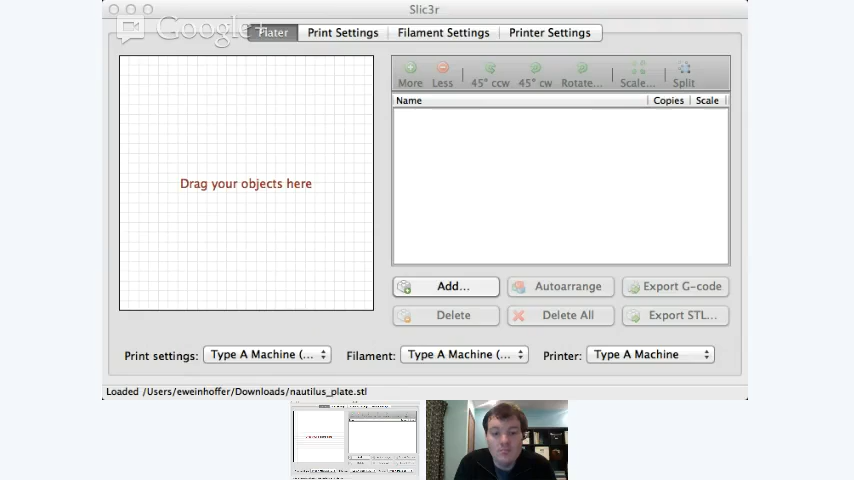 Slic3r
Google+
Plater Print Settings Filament Settings Printer Settings
More Less 45° ccw 45° cw Rotate... Scale... Split
Name Copies Scale
Drag your objects here
Add... Autoarrange Export G-code
Delete Delete All Export STL...
Print settings: Type A Machine (... Filament: Type A Machine (... Printer: Type A Machine
Loaded /Users/eweinhoffer/Downloads/nautilus_plate.stl